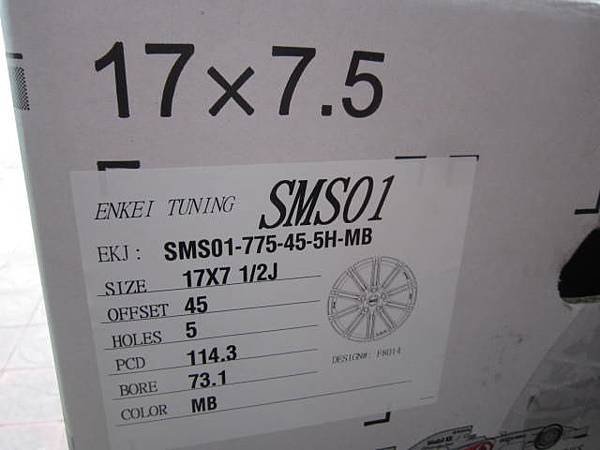 17×7.5
ENKEI TUNING SMS01
EKJ: SMS01-775-45-5H-MB
SIZE 17X7 1/2J
OFFSET 45
HOLES 5
PCD 114.3
BORE 73.1
COLOR MB
DESIGN#: F8014